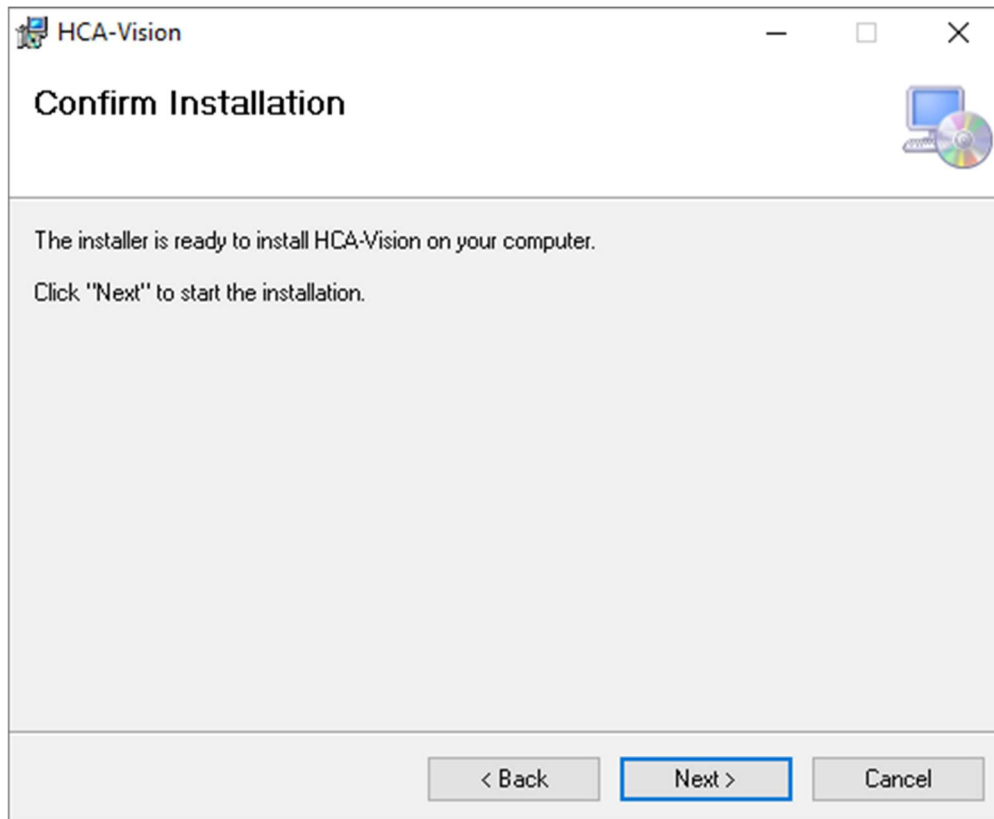 HCA-Vision
Confirm Installation
The installer is ready to install HCA-Vision on your computer.
Click "Next" to start the installation.
< Back
Next >
Cancel